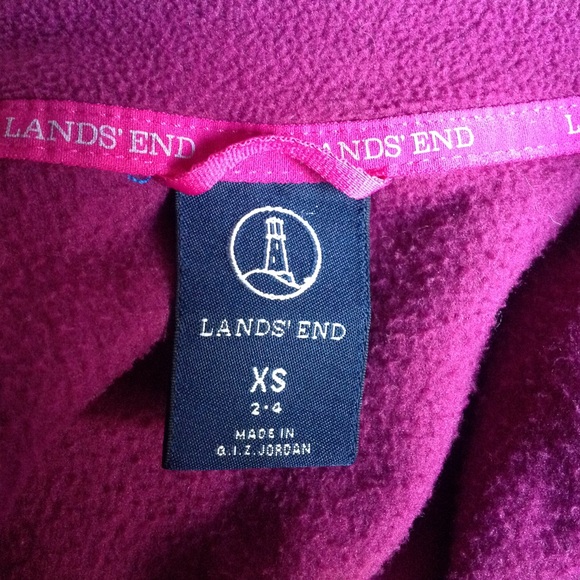 LANDS' END ANDS' END L
LANDS' END
XS
2·4
MADE IN
Q.I.Z. JORDAN